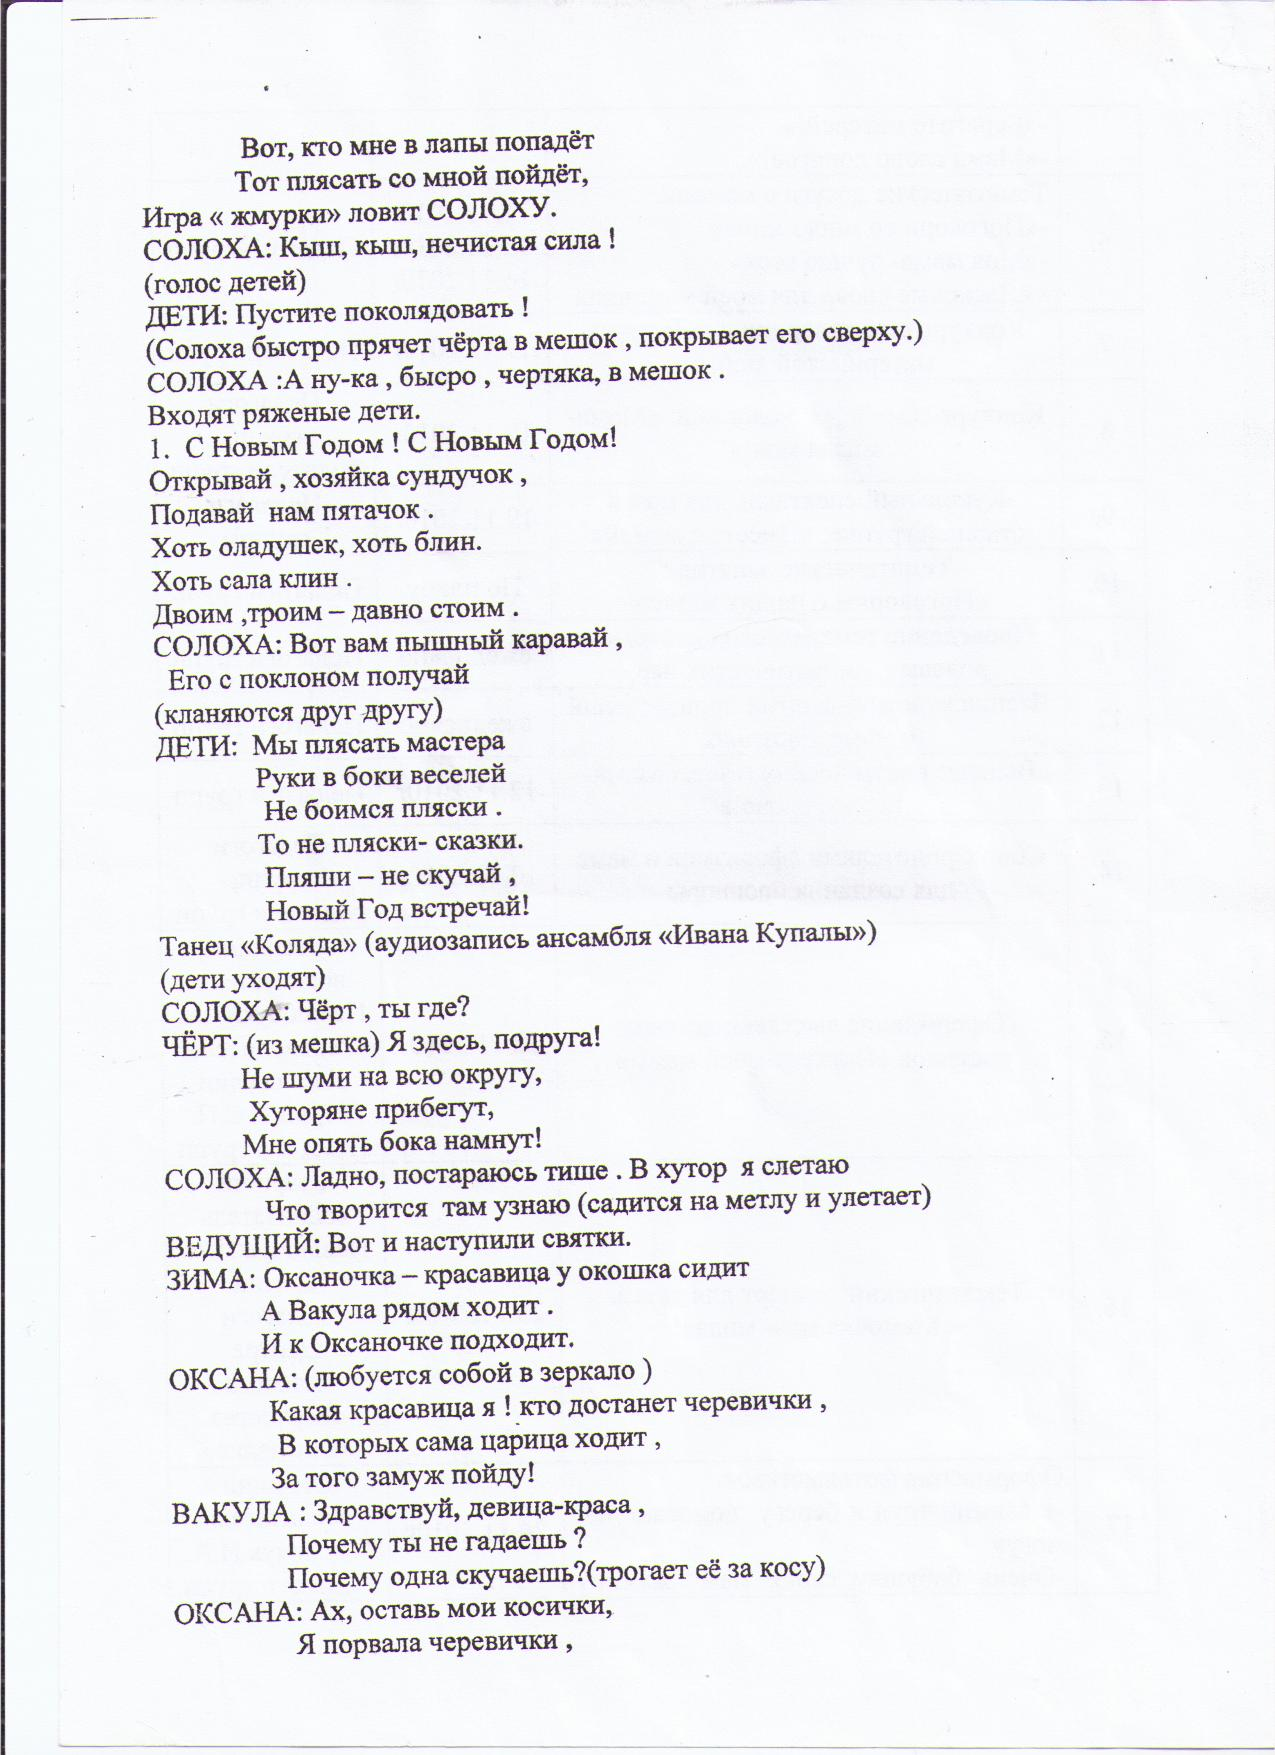 Вот, кто мне в лапы попадёт
Тот плясать со мной пойдёт,
Игра « жмурки» ловит СОЛОХУ.
СОЛОХА: Кыш, кыш, нечистая сила !
(голос детей)
ДЕТИ: Пустите поколядовать !
(Солоха быстро прячет чёрта в мешок , покрывает его сверху.)
СОЛОХА :А ну-ка , бысро , чертяка, в мешок .
Входят ряженые дети.
1. С Новым Годом ! С Новым Годом!
Открывай , хозяйка сундучок ,
Подавай нам пятачок .
Хоть оладушек, хоть блин.
Хоть сала клин .
Двоим ,троим – давно стоим .
СОЛОХА: Вот вам пышный каравай ,
Его с поклоном получай
(кланяются друг другу)
ДЕТИ: Мы плясать мастера
Руки в боки веселей
Не боимся пляски .
То не пляски- сказки.
Пляши – не скучай ,
Новый Год встречай!
Танец «Коляда» (аудиозапись ансамбля «Ивана Купалы»)
(дети уходят)
СОЛОХА: Чёрт , ты где?
ЧЁРТ: (из мешка) Я здесь, подруга!
Не шуми на всю округу,
Хуторяне прибегут,
Мне опять бока намнут!
СОЛОХА: Ладно, постараюсь тише . В хутор я слетаю
Что творится там узнаю (садится на метлу и улетает)
ВЕДУЩИЙ: Вот и наступили святки.
ЗИМА: Оксаночка – красавица у окошка сидит
А Вакула рядом ходит .
И к Оксаночке подходит.
ОКСАНА: (любуется собой в зеркало )
Какая красавица я ! кто достанет черевички ,
В которых сама царица ходит ,
За того замуж пойду!
ВАКУЛА : Здравствуй, девица-краса ,
Почему ты не гадаешь ?
Почему одна скучаешь?(трогает её за косу)
ОКСАНА: Ах, оставь мои косички,
Я порвала черевички ,